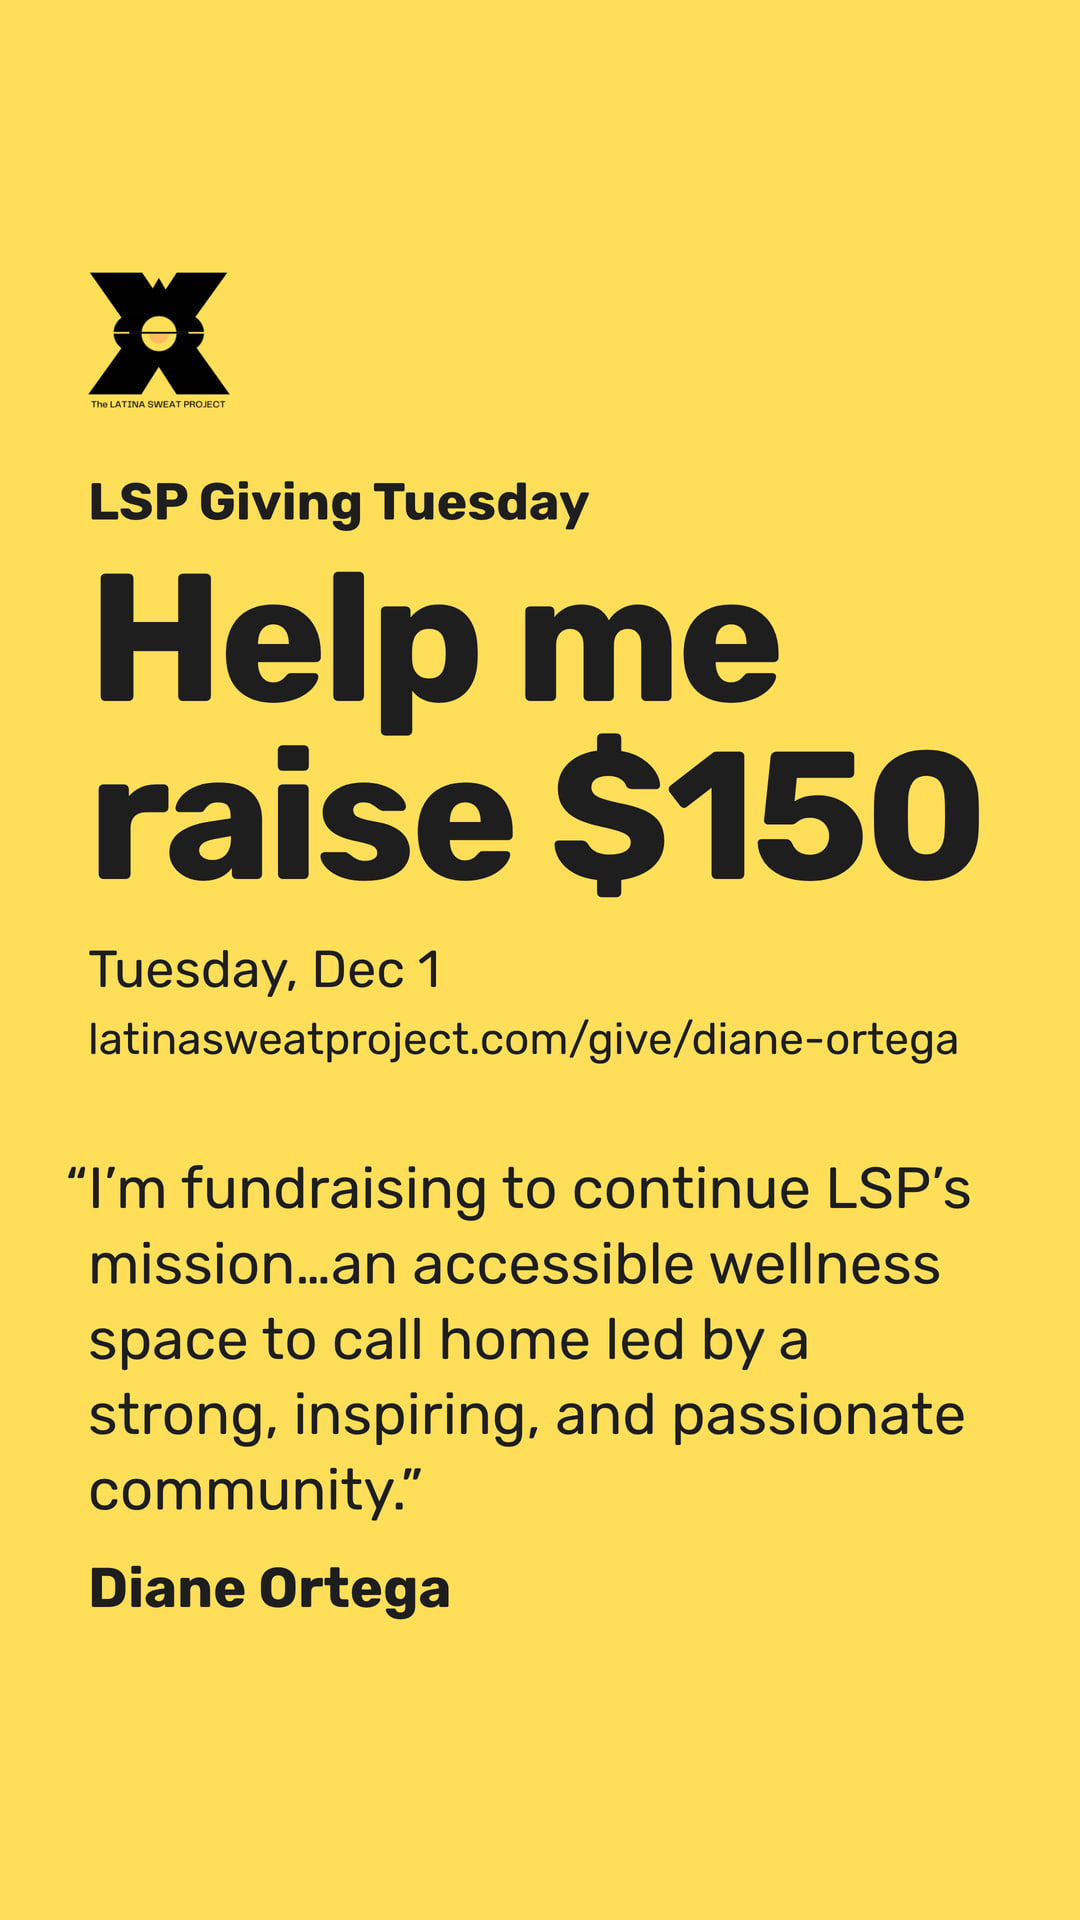 The LATINA SWEAT PROJECT
LSP Giving Tuesday
Help me
raise $150
Tuesday, Dec 1
latinasweatproject.com/give/diane-ortega
“I’m fundraising to continue LSP’s
mission…an accessible wellness
space to call home led by a
strong, inspiring, and passionate
community.”
Diane Ortega